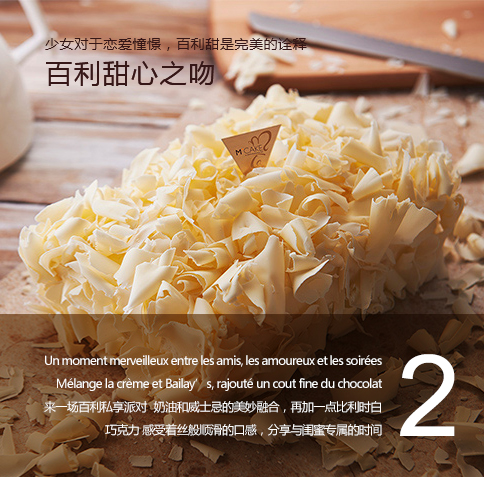 少女对于恋爱憧憬，百利甜是完美的诠释
百利甜心之吻
M CAKE
Un moment merveilleux entre les amis, les amoureux et les soirées
Mélange la crème et Bailay’s, rajouté un cout fine du chocolat
来一场百利私享派对 奶油和威士忌的美妙融合，再加一点比利时白
巧克力 感受着丝般顺滑的口感，分享与闺蜜专属的时间
2